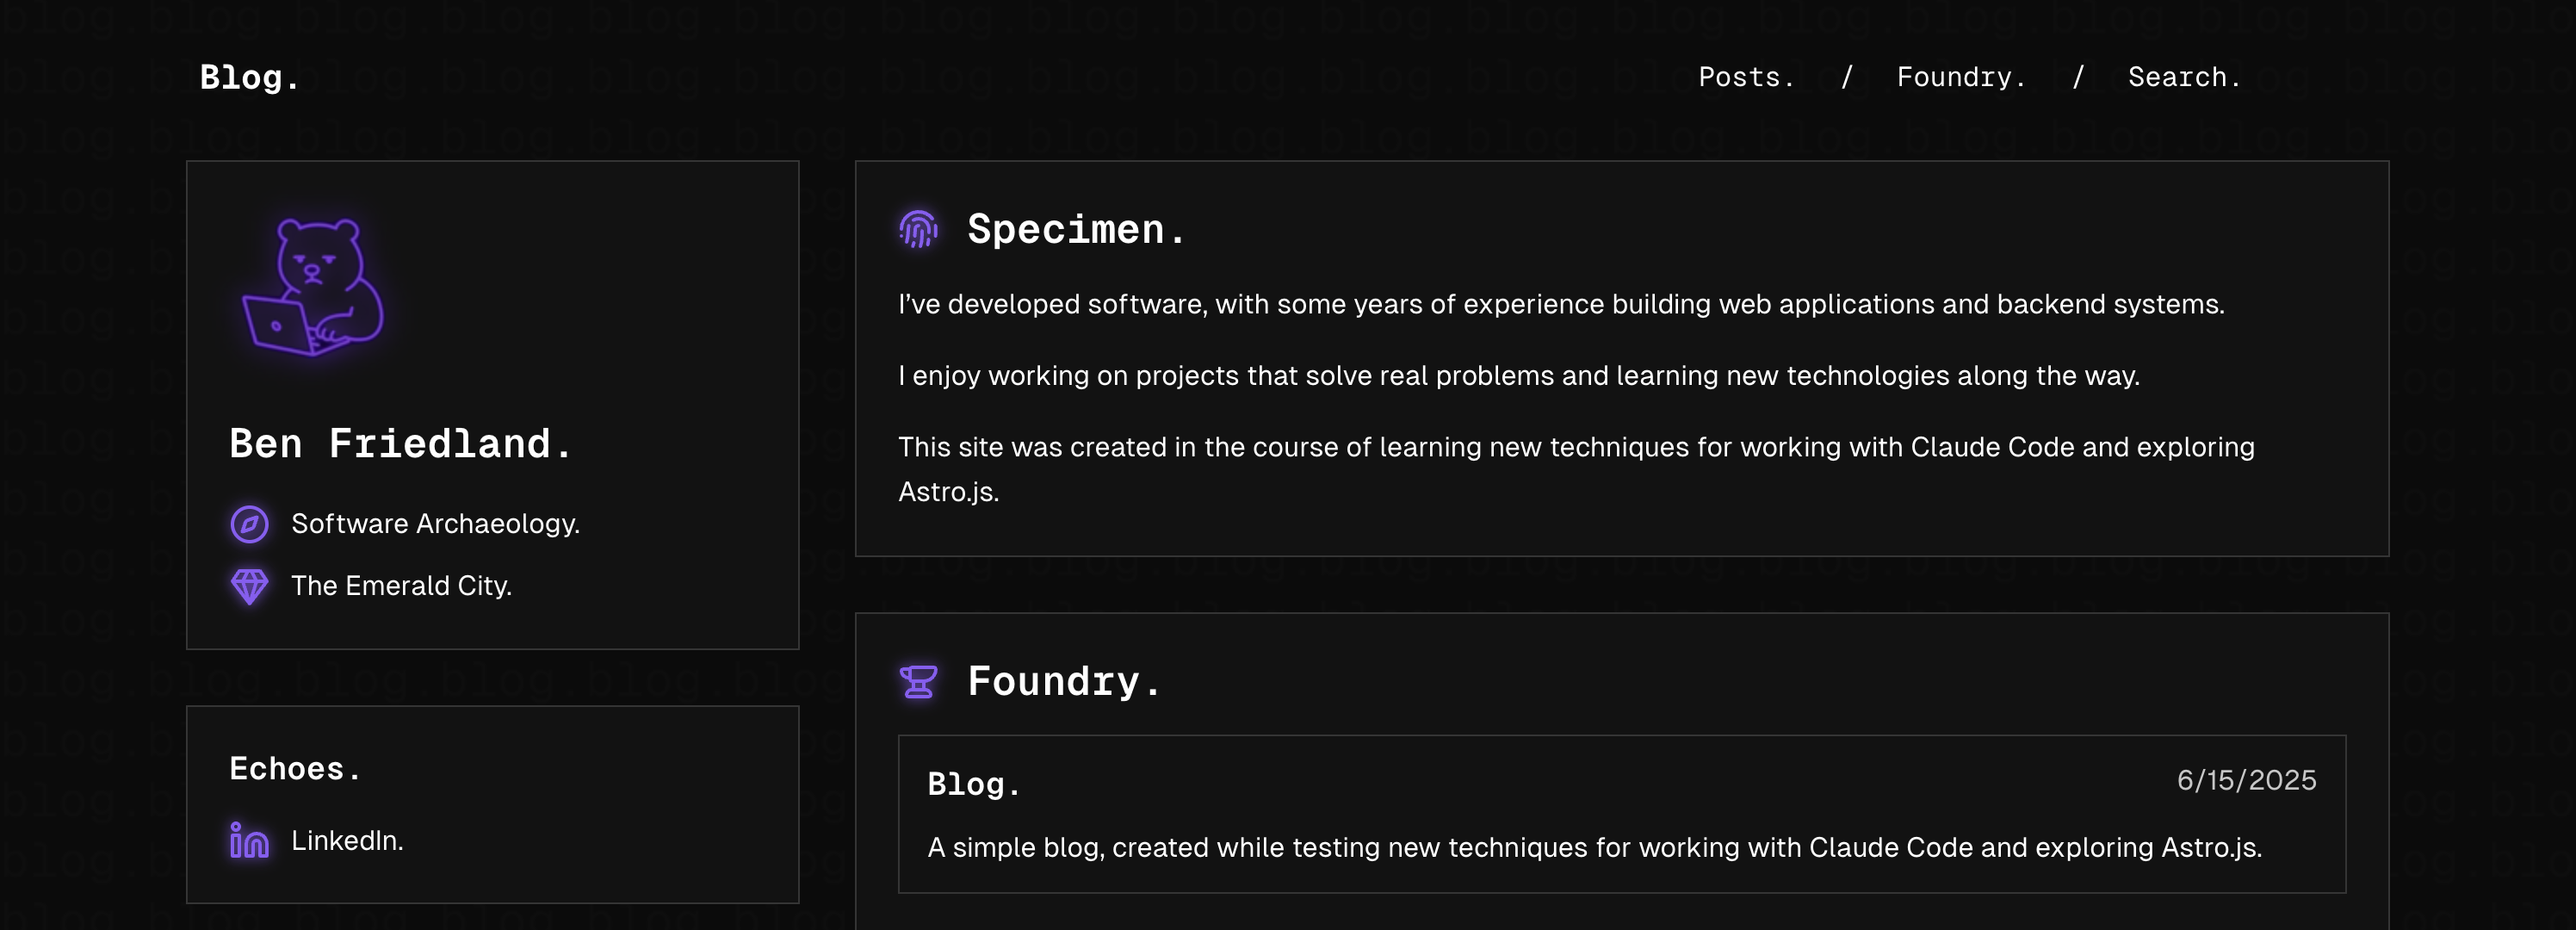 Blog.
Posts. / Foundry. / Search.
Ben Friedland.
Software Archaeology.
The Emerald City.
Echoes.
LinkedIn.
Specimen.
I’ve developed software, with some years of experience building web applications and backend systems.
I enjoy working on projects that solve real problems and learning new technologies along the way.
This site was created in the course of learning new techniques for working with Claude Code and exploring
Astro.js.
Foundry.
Blog.
6/15/2025
A simple blog, created while testing new techniques for working with Claude Code and exploring Astro.js.